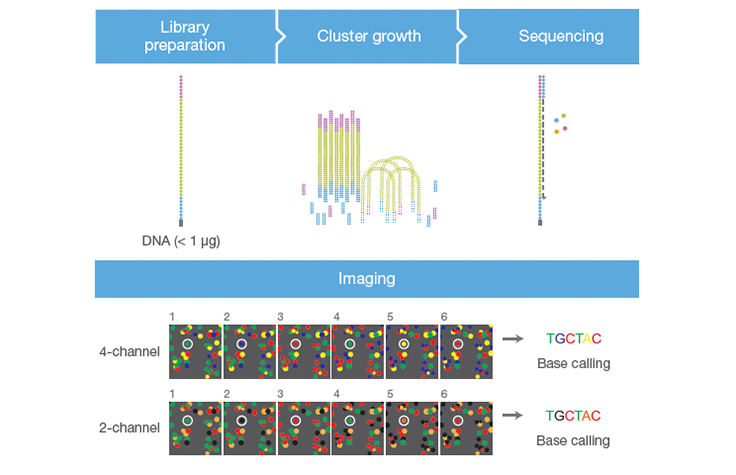 Library
preparation
Cluster growth
Sequencing
DNA (< 1 µg)
Imaging
1 2 3 4 5 6
4-channel
TGCTAC
Base calling
1 2 3 4 5 6
2-channel
TGCTAC
Base calling